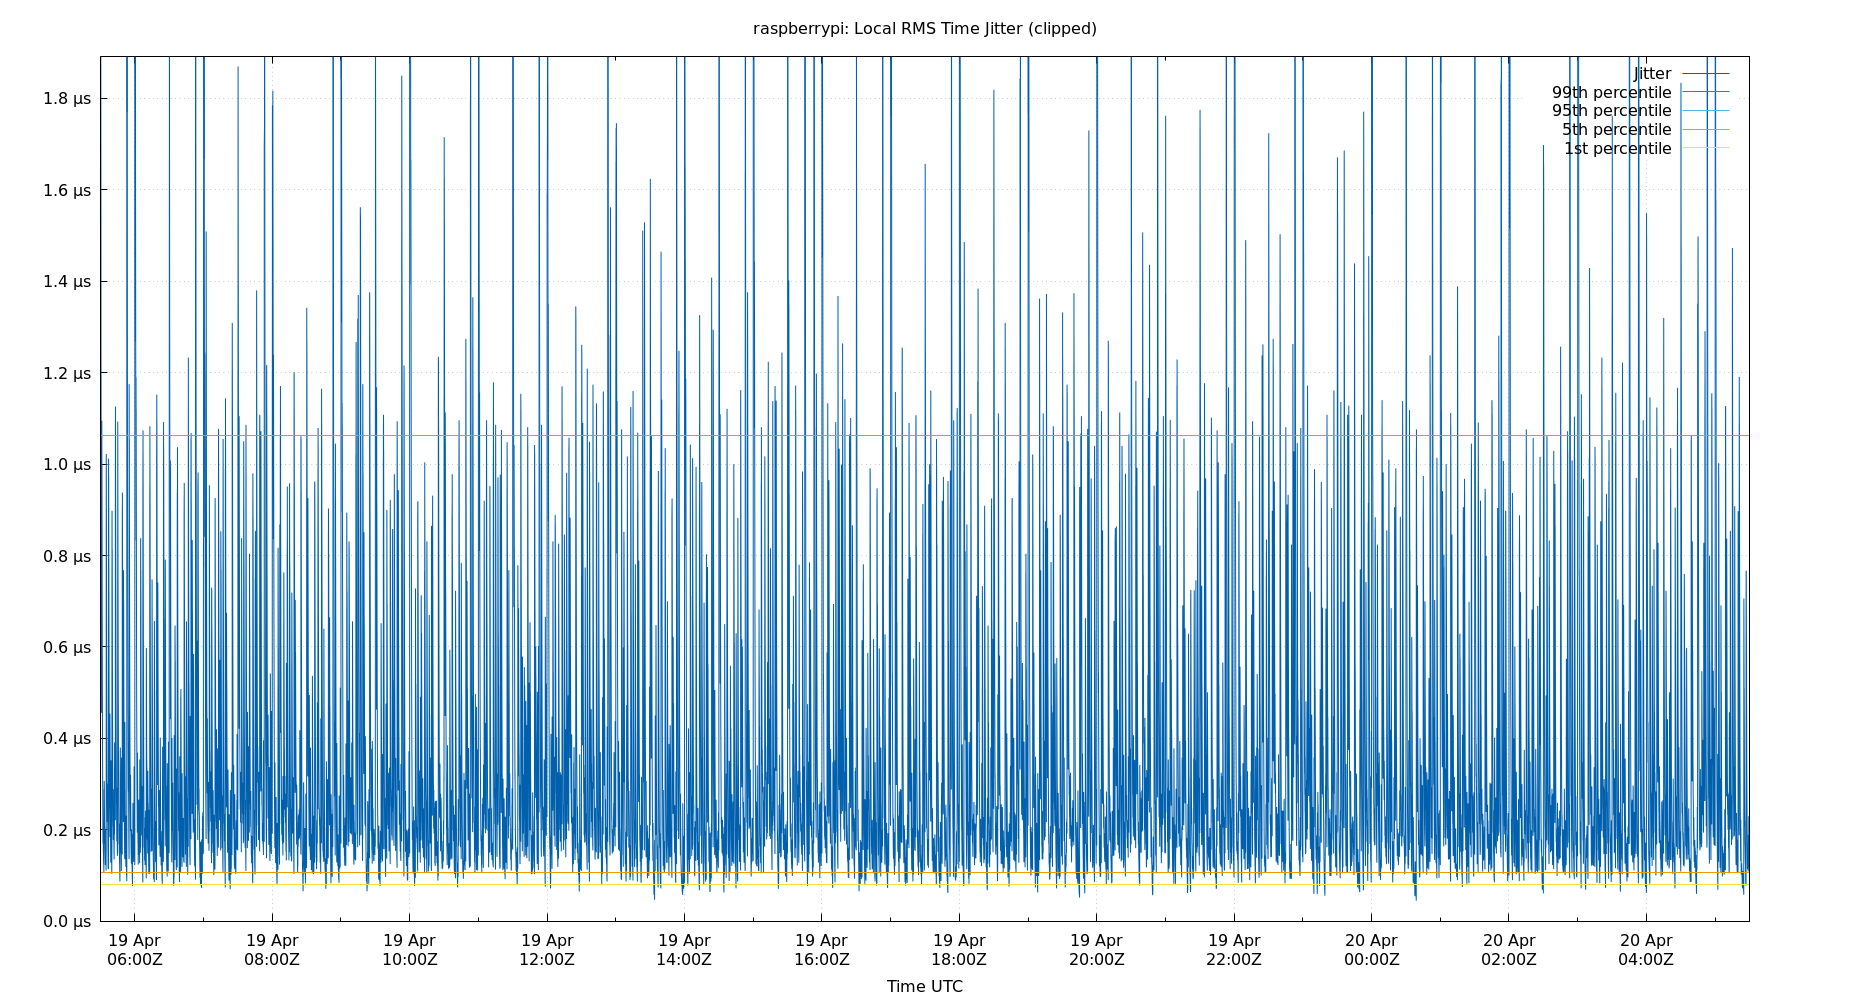 raspberrypi: Local RMS Time Jitter (clipped)
Jitter
99th percentile
95th percentile
5th percentile
1st percentile
1.8 µs
1.6 µs
1.4 µs
1.2 µs
1.0 µs
0.8 µs
0.6 µs
0.4 µs
0.2 µs
0.0 µs
19 Apr 19 Apr 19 Apr 19 Apr 19 Apr 19 Apr 19 Apr 19 Apr 19 Apr 20 Apr 20 Apr 20 Apr
06:00Z 08:00Z 10:00Z 12:00Z 14:00Z 16:00Z 18:00Z 20:00Z 22:00Z 00:00Z 02:00Z 04:00Z
Time UTC